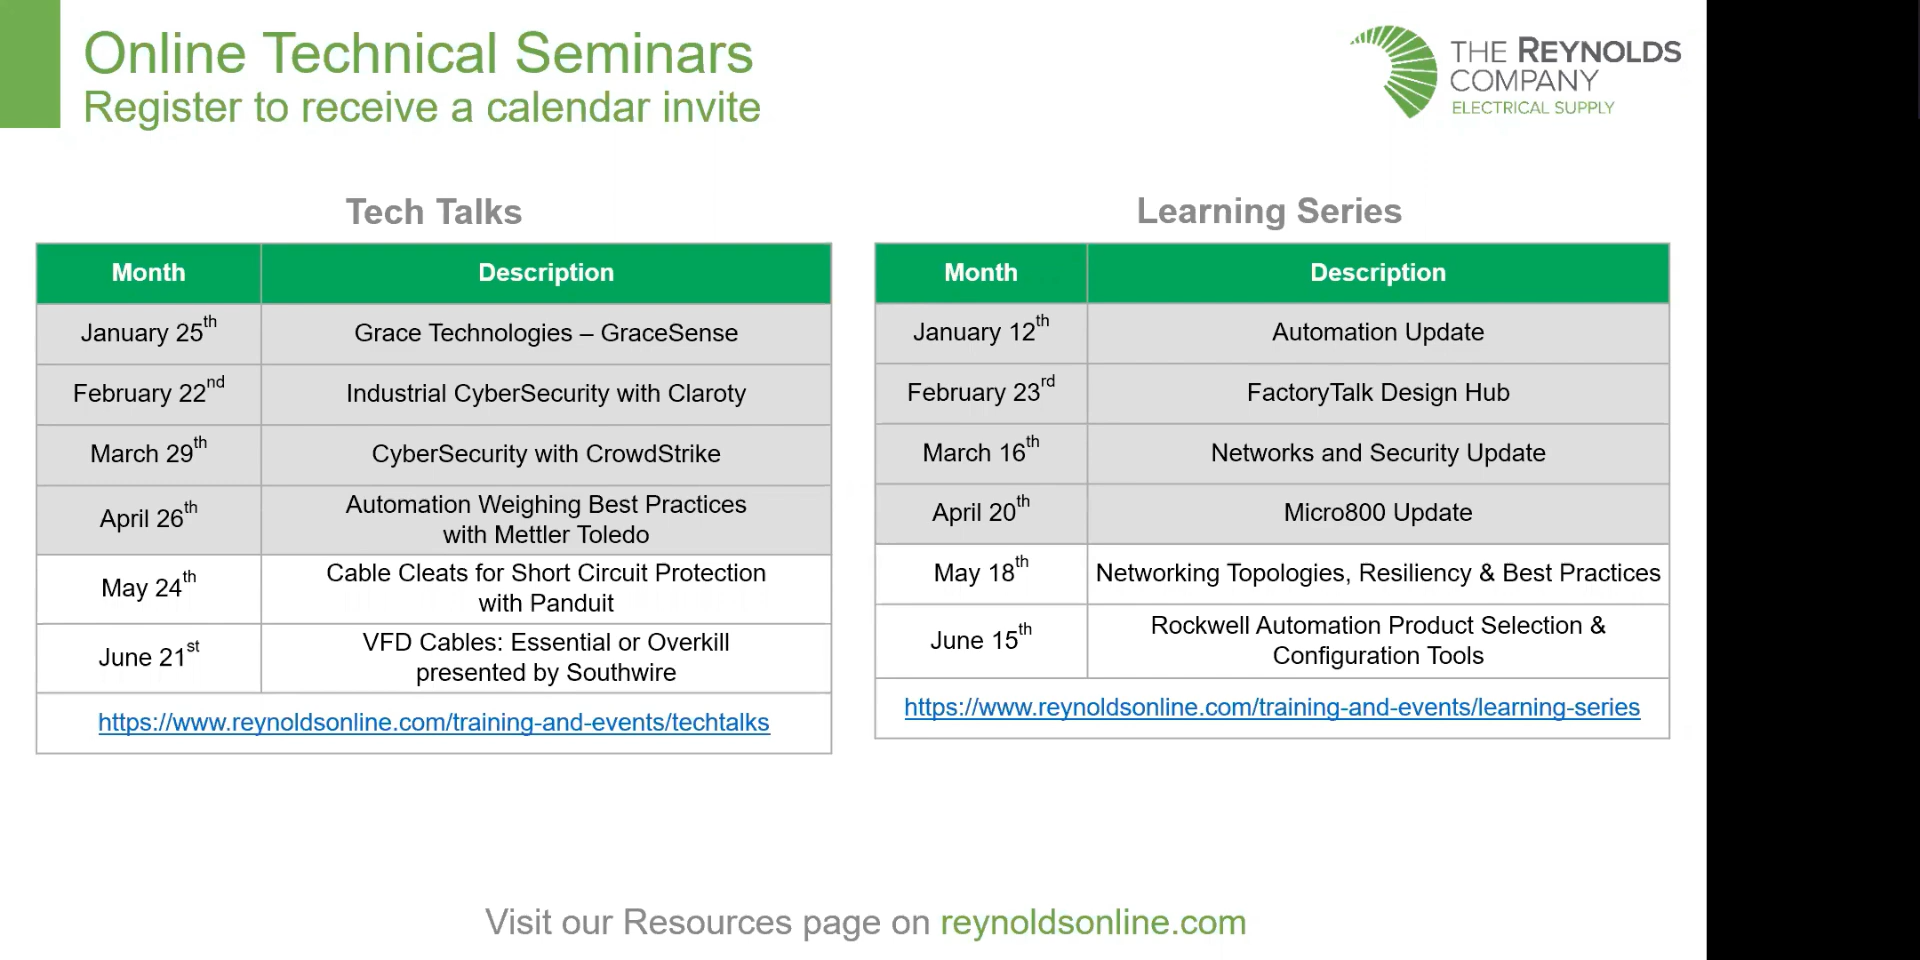 Online Technical Seminars
Register to receive a calendar invite
THE REYNOLDS
COMPANY
ELECTRICAL SUPPLY
Tech Talks
Month Description
January 25th Grace Technologies – GraceSense
February 22nd Industrial CyberSecurity with Claroty
March 29th CyberSecurity with CrowdStrike
April 26th Automation Weighing Best Practices
with Mettler Toledo
May 24th Cable Cleats for Short Circuit Protection
with Panduit
June 21st VFD Cables: Essential or Overkill
presented by Southwire
https://www.reynoldsonline.com/training-and-events/techtalks
Learning Series
Month Description
January 12th Automation Update
February 23rd FactoryTalk Design Hub
March 16th Networks and Security Update
April 20th Micro800 Update
May 18th Networking Topologies, Resiliency & Best Practices
June 15th Rockwell Automation Product Selection &
Configuration Tools
https://www.reynoldsonline.com/training-and-events/learning-series
Visit our Resources page on reynoldsonline.com